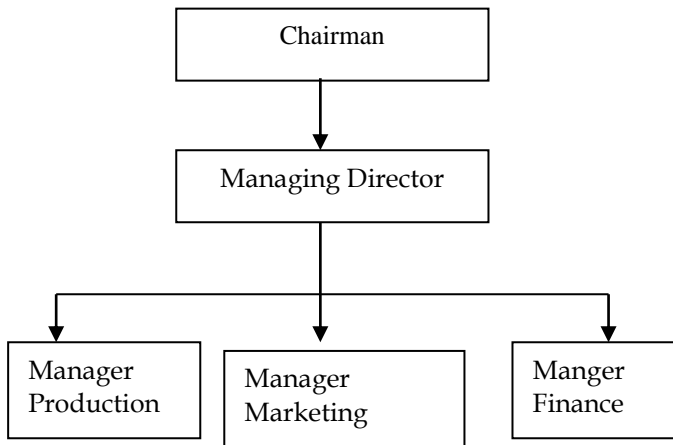 Chairman
Managing Director
Manager
Production
Manager
Marketing
Manger
Finance